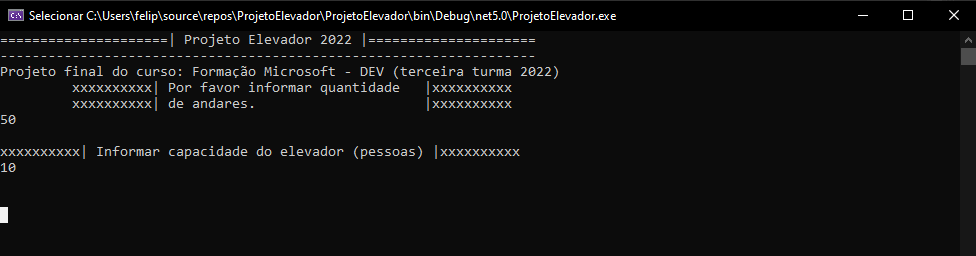 Selecionar C:\Users\felip\source\repos\ProjetoElevador\ProjetoElevador\bin\Debug\net5.0\ProjetoElevador.exe
=====================| Projeto Elevador 2022 |=====================
-------------------------------------------------------------------
Projeto final do curso: Formação Microsoft - DEV (terceira turma 2022)
xxxxxxxxxx| Por favor informar quantidade   |xxxxxxxxxx
xxxxxxxxxx| de andares.                     |xxxxxxxxxx
50
xxxxxxxxxx| Informar capacidade do elevador (pessoas) |xxxxxxxxxx
10